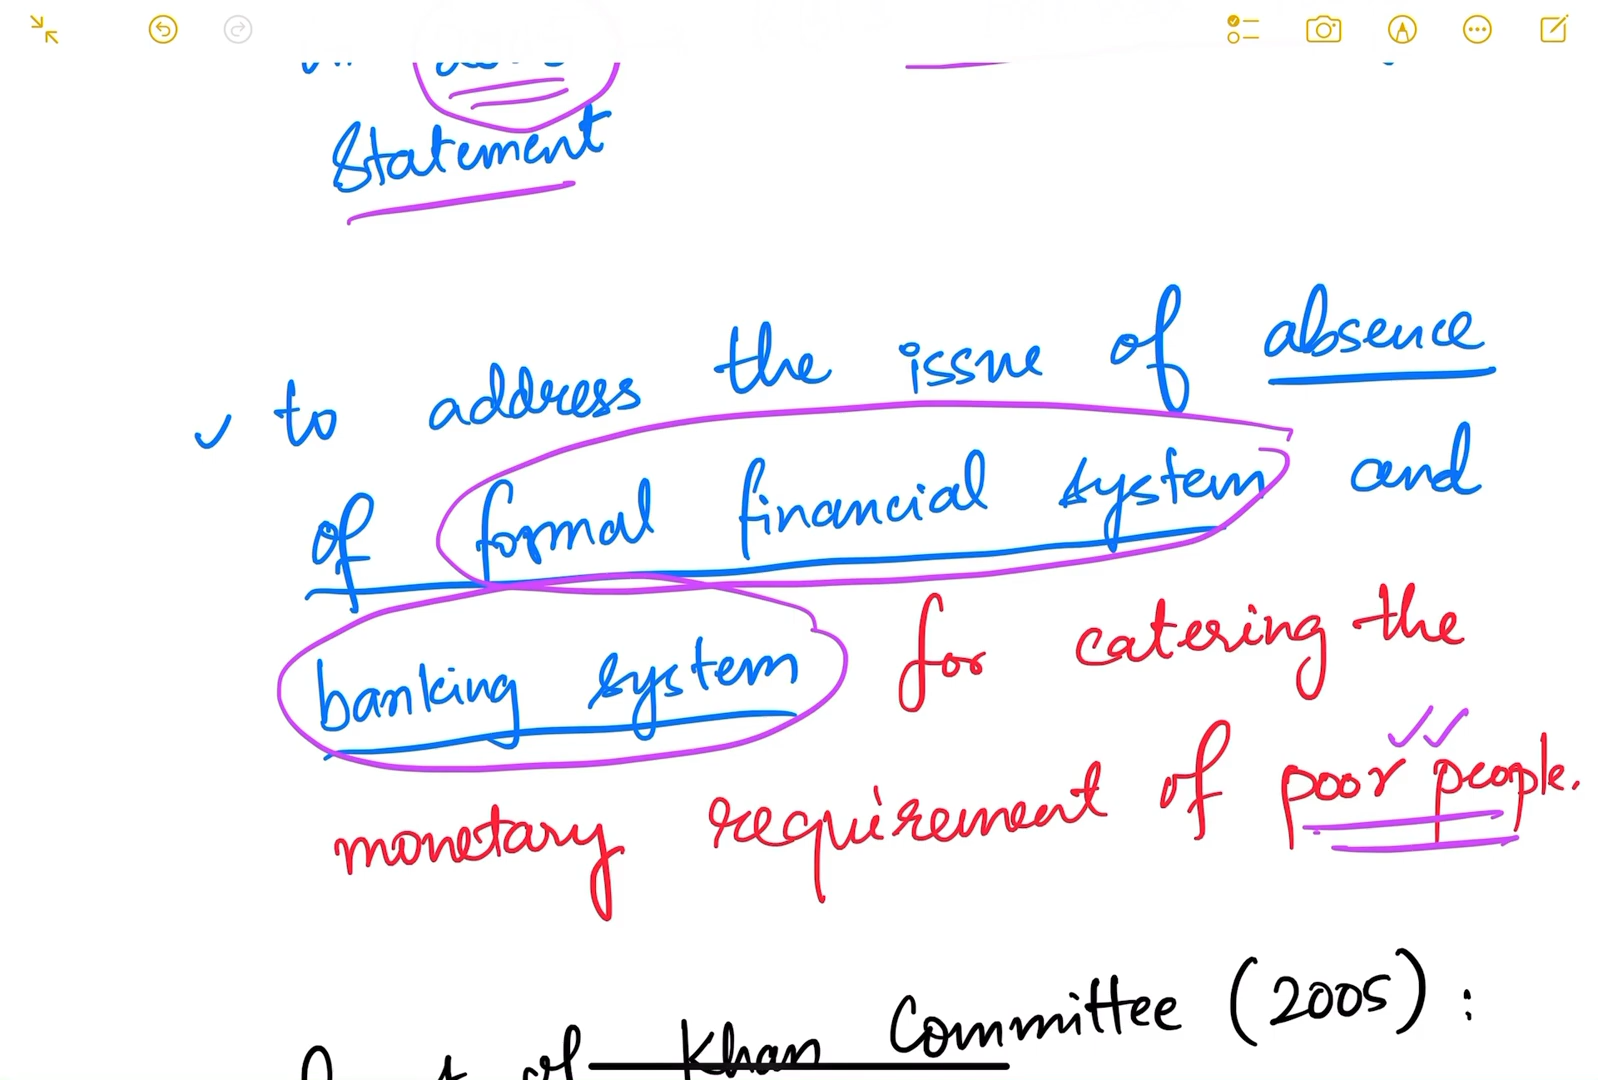 Statement
✓ to address the issue of absence
of formal financial system and
banking system for catering the
monetary requirement of poor people.
of Khan Committee (2005) :